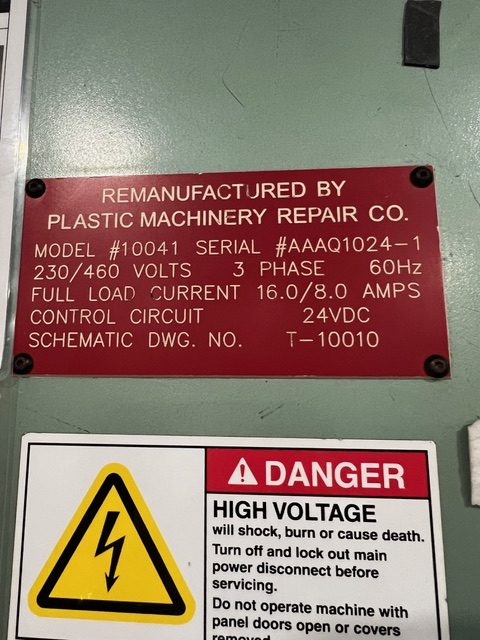 REMANUFACTURED BY
PLASTIC MACHINERY REPAIR CO.
MODEL #10041 SERIAL #AAAQ1024-1
230/460 VOLTS 3 PHASE 60Hz
FULL LOAD CURRENT 16.0/8.0 AMPS
CONTROL CIRCUIT 24VDC
SCHEMATIC DWG. NO. T-10010
DANGER
HIGH VOLTAGE
will shock, burn or cause death.
Turn off and lock out main
power disconnect before
servicing.
Do not operate machine with
panel doors open or covers
removed